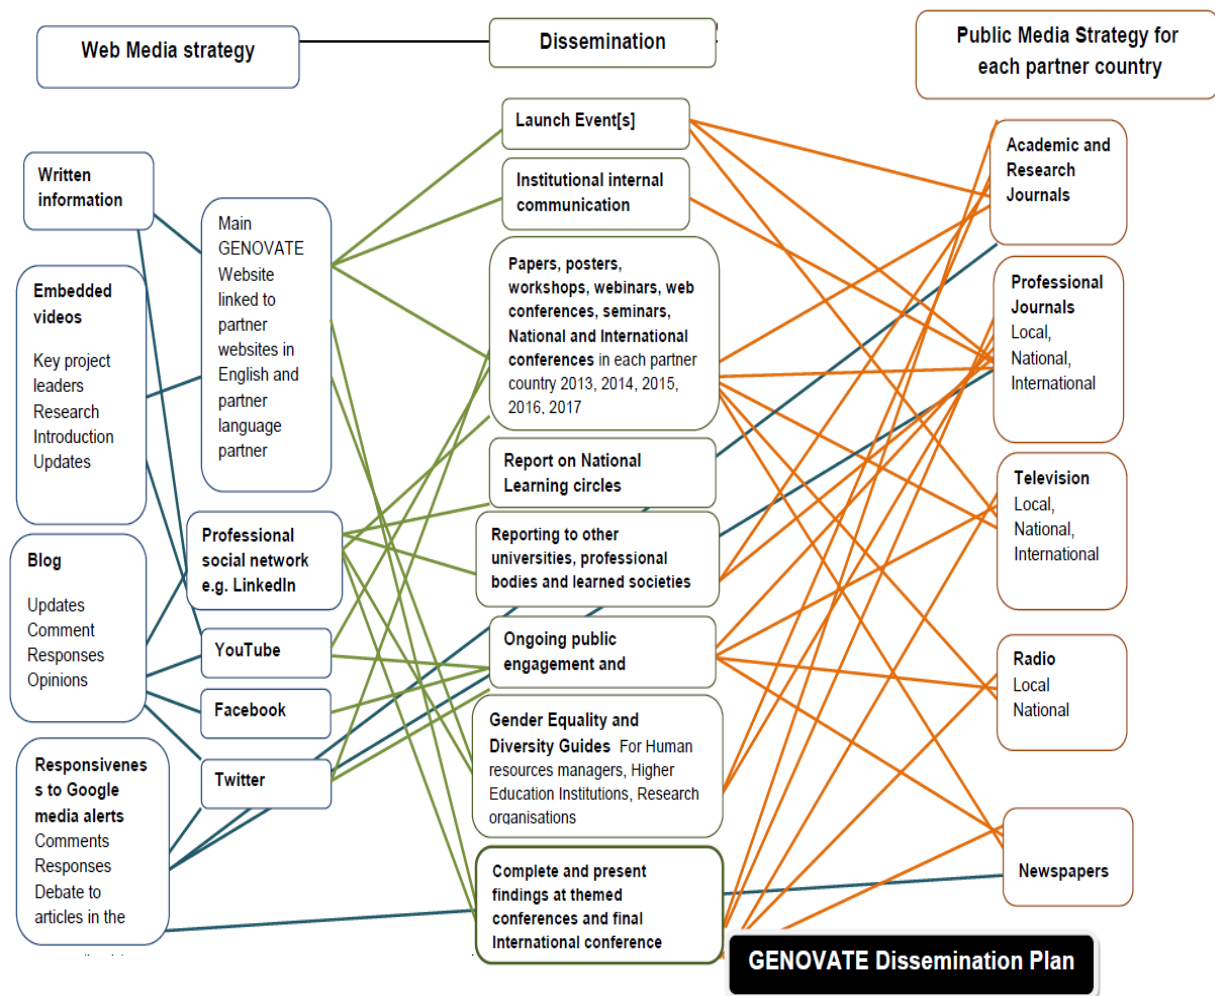 Web Media strategy
Dissemination
Public Media Strategy for
each partner country
Written
information
Embedded
videos
Key project
leaders
Research
Introduction
Updates
Blog
Updates
Comment
Responses
Opinions
Responsivenes
s to Google
media alerts
Comments
Responses
Debate to
articles in the
Main
GENOVATE
Website
linked to
partner
websites in
English and
partner
language
partner
Professional
social network
e.g. LinkedIn
YouTube
Facebook
Twitter
Launch Event[s]
Institutional internal
communication
Papers, posters,
workshops, webinars, web
conferences, seminars,
National and International
conferences in each partner
country 2013, 2014, 2015,
2016, 2017
Report on National
Learning circles
Reporting to other
universities, professional
bodies and learned societies
Ongoing public
engagement and
Gender Equality and
Diversity Guides For Human
resources managers, Higher
Education Institutions, Research
organisations
Complete and present
findings at themed
conferences and final
International conference
Academic and
Research
Journals
Professional
Journals
Local,
National,
International
Television
Local,
National,
International
Radio
Local
National
Newspapers
GENOVATE Dissemination Plan